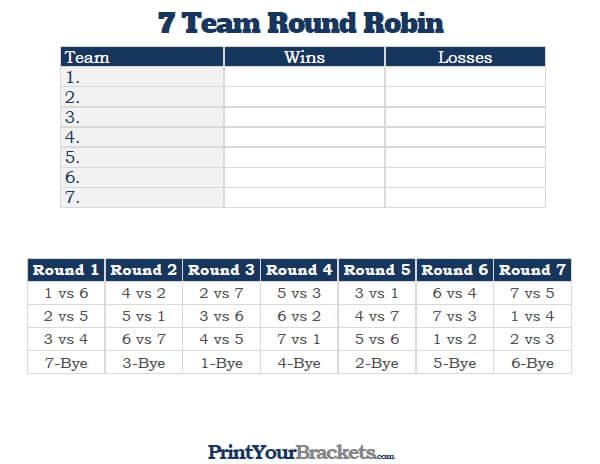 7 Team Round Robin
Team Wins Losses
1.
2.
3.
4.
5.
6.
7.
Round 1 Round 2 Round 3 Round 4 Round 5 Round 6 Round 7
1 vs 6 4 vs 2 2 vs 7 5 vs 3 3 vs 1 6 vs 4 7 vs 5
2 vs 5 5 vs 1 3 vs 6 6 vs 2 4 vs 7 7 vs 3 1 vs 4
3 vs 4 6 vs 7 4 vs 5 7 vs 1 5 vs 6 1 vs 2 2 vs 3
7-Bye 3-Bye 1-Bye 4-Bye 2-Bye 5-Bye 6-Bye
PrintYourBrackets.com